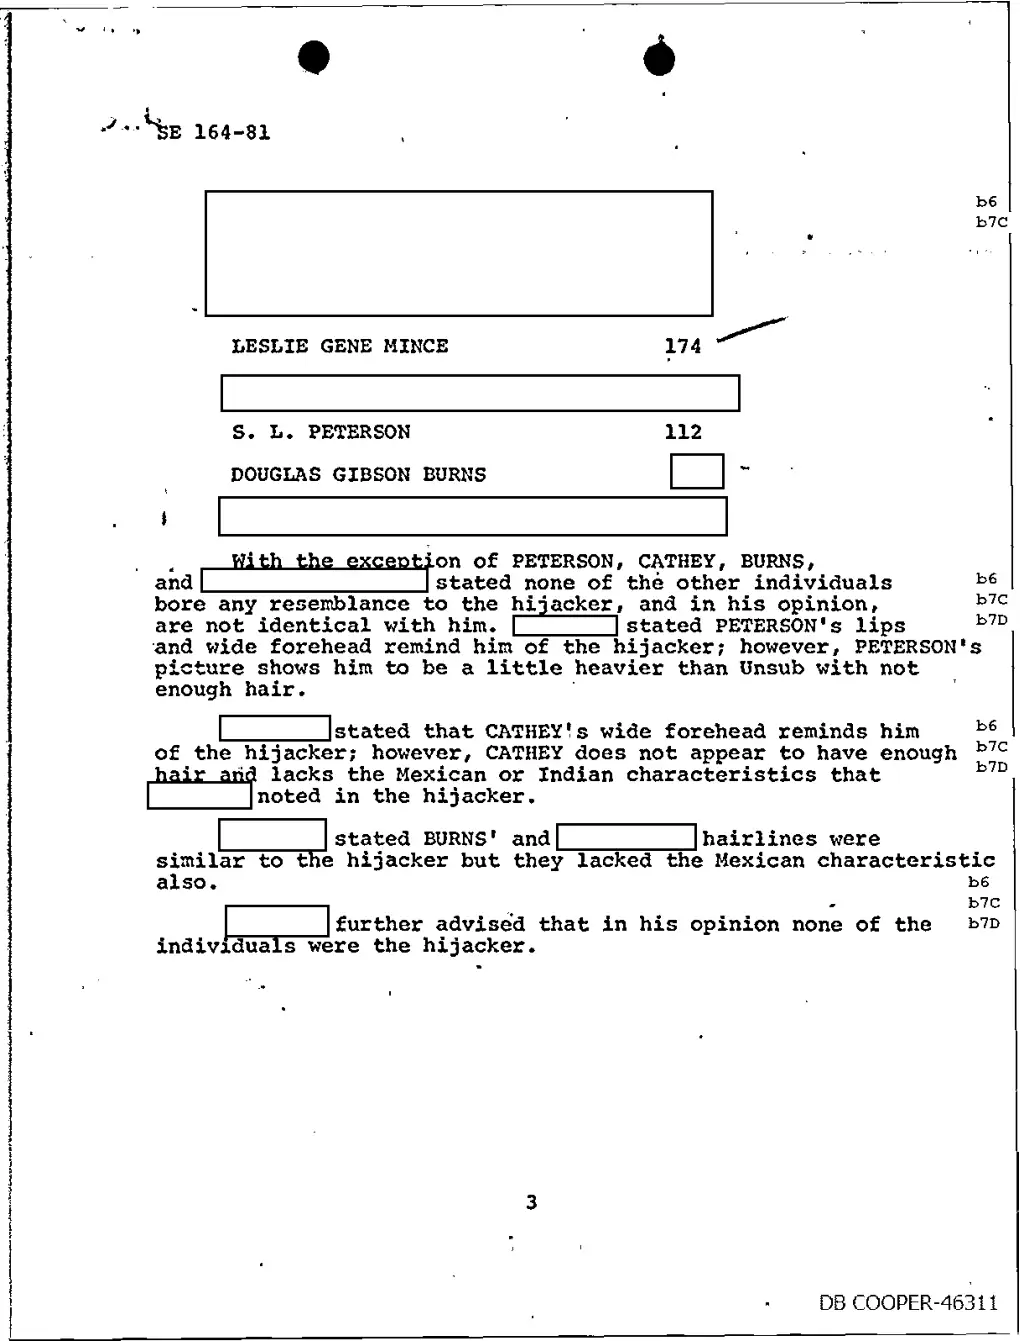 SE 164-81
b6
b7C
LESLIE GENE MINCE 174
S. L. PETERSON 112
DOUGLAS GIBSON BURNS
With the exception of PETERSON, CATHEY, BURNS,
and stated none of the other individuals b6
bore any resemblance to the hijacker, and in his opinion, b7C
are not identical with him. stated PETERSON's lips b7D
and wide forehead remind him of the hijacker; however, PETERSON's
picture shows him to be a little heavier than Unsub with not
enough hair.
stated that CATHEY's wide forehead reminds him b6
of the hijacker; however, CATHEY does not appear to have enough b7C
hair and lacks the Mexican or Indian characteristics that b7D
noted in the hijacker.
stated BURNS' and hairlines were
similar to the hijacker but they lacked the Mexican characteristic
also. b6
b7C
further advised that in his opinion none of the b7D
individuals were the hijacker.
3
DB COOPER-46311